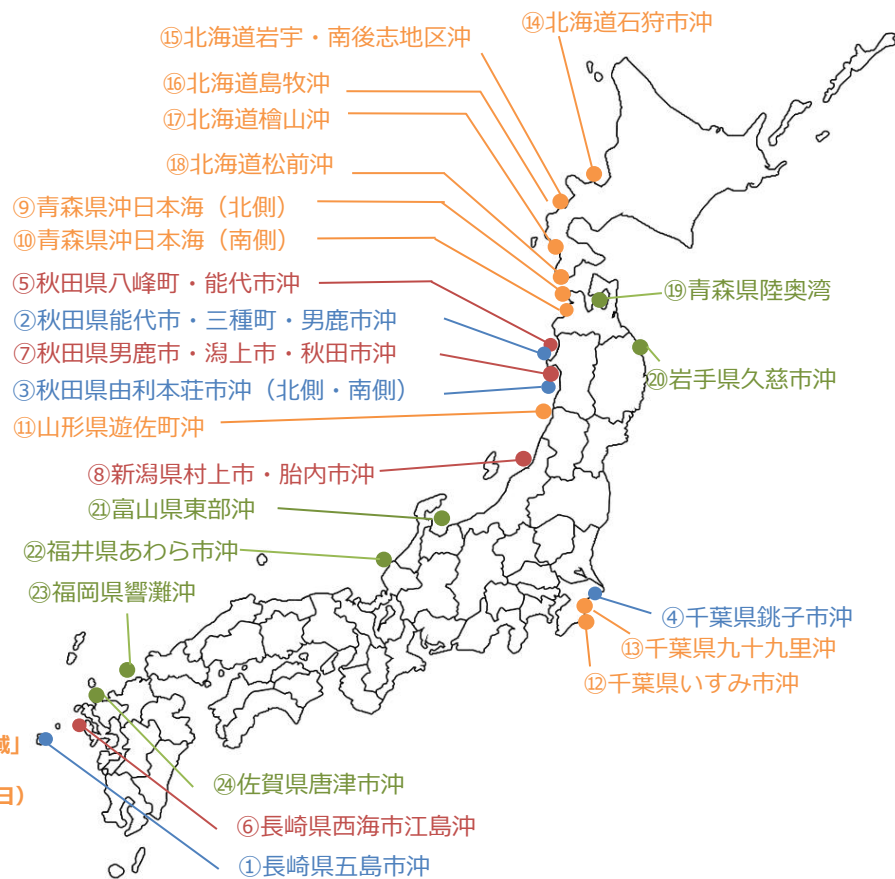 ⑭北海道石狩市沖
⑮北海道岩宇・南後志地区沖
⑯北海道島牧沖
⑰北海道檜山沖
⑱北海道松前沖
⑨青森県沖日本海（北側）
⑩青森県沖日本海（南側）
⑤秋田県八峰町・能代市沖
⑲青森県陸奥湾
②秋田県能代市・三種町・男鹿市沖
⑦秋田県男鹿市・潟上市・秋田市沖
⑳岩手県久慈市沖
③秋田県由利本荘市沖（北側・南側）
⑪山形県遊佐町沖
⑧新潟県村上市・胎内市沖
㉑富山県東部沖
㉒福井県あわら市沖
㉓福岡県響灘沖
④千葉県銚子市沖
⑬千葉県九十九里沖
⑫千葉県いすみ市沖
域」
日）
㉔佐賀県唐津市沖
⑥長崎県西海市江島沖
①長崎県五島市沖